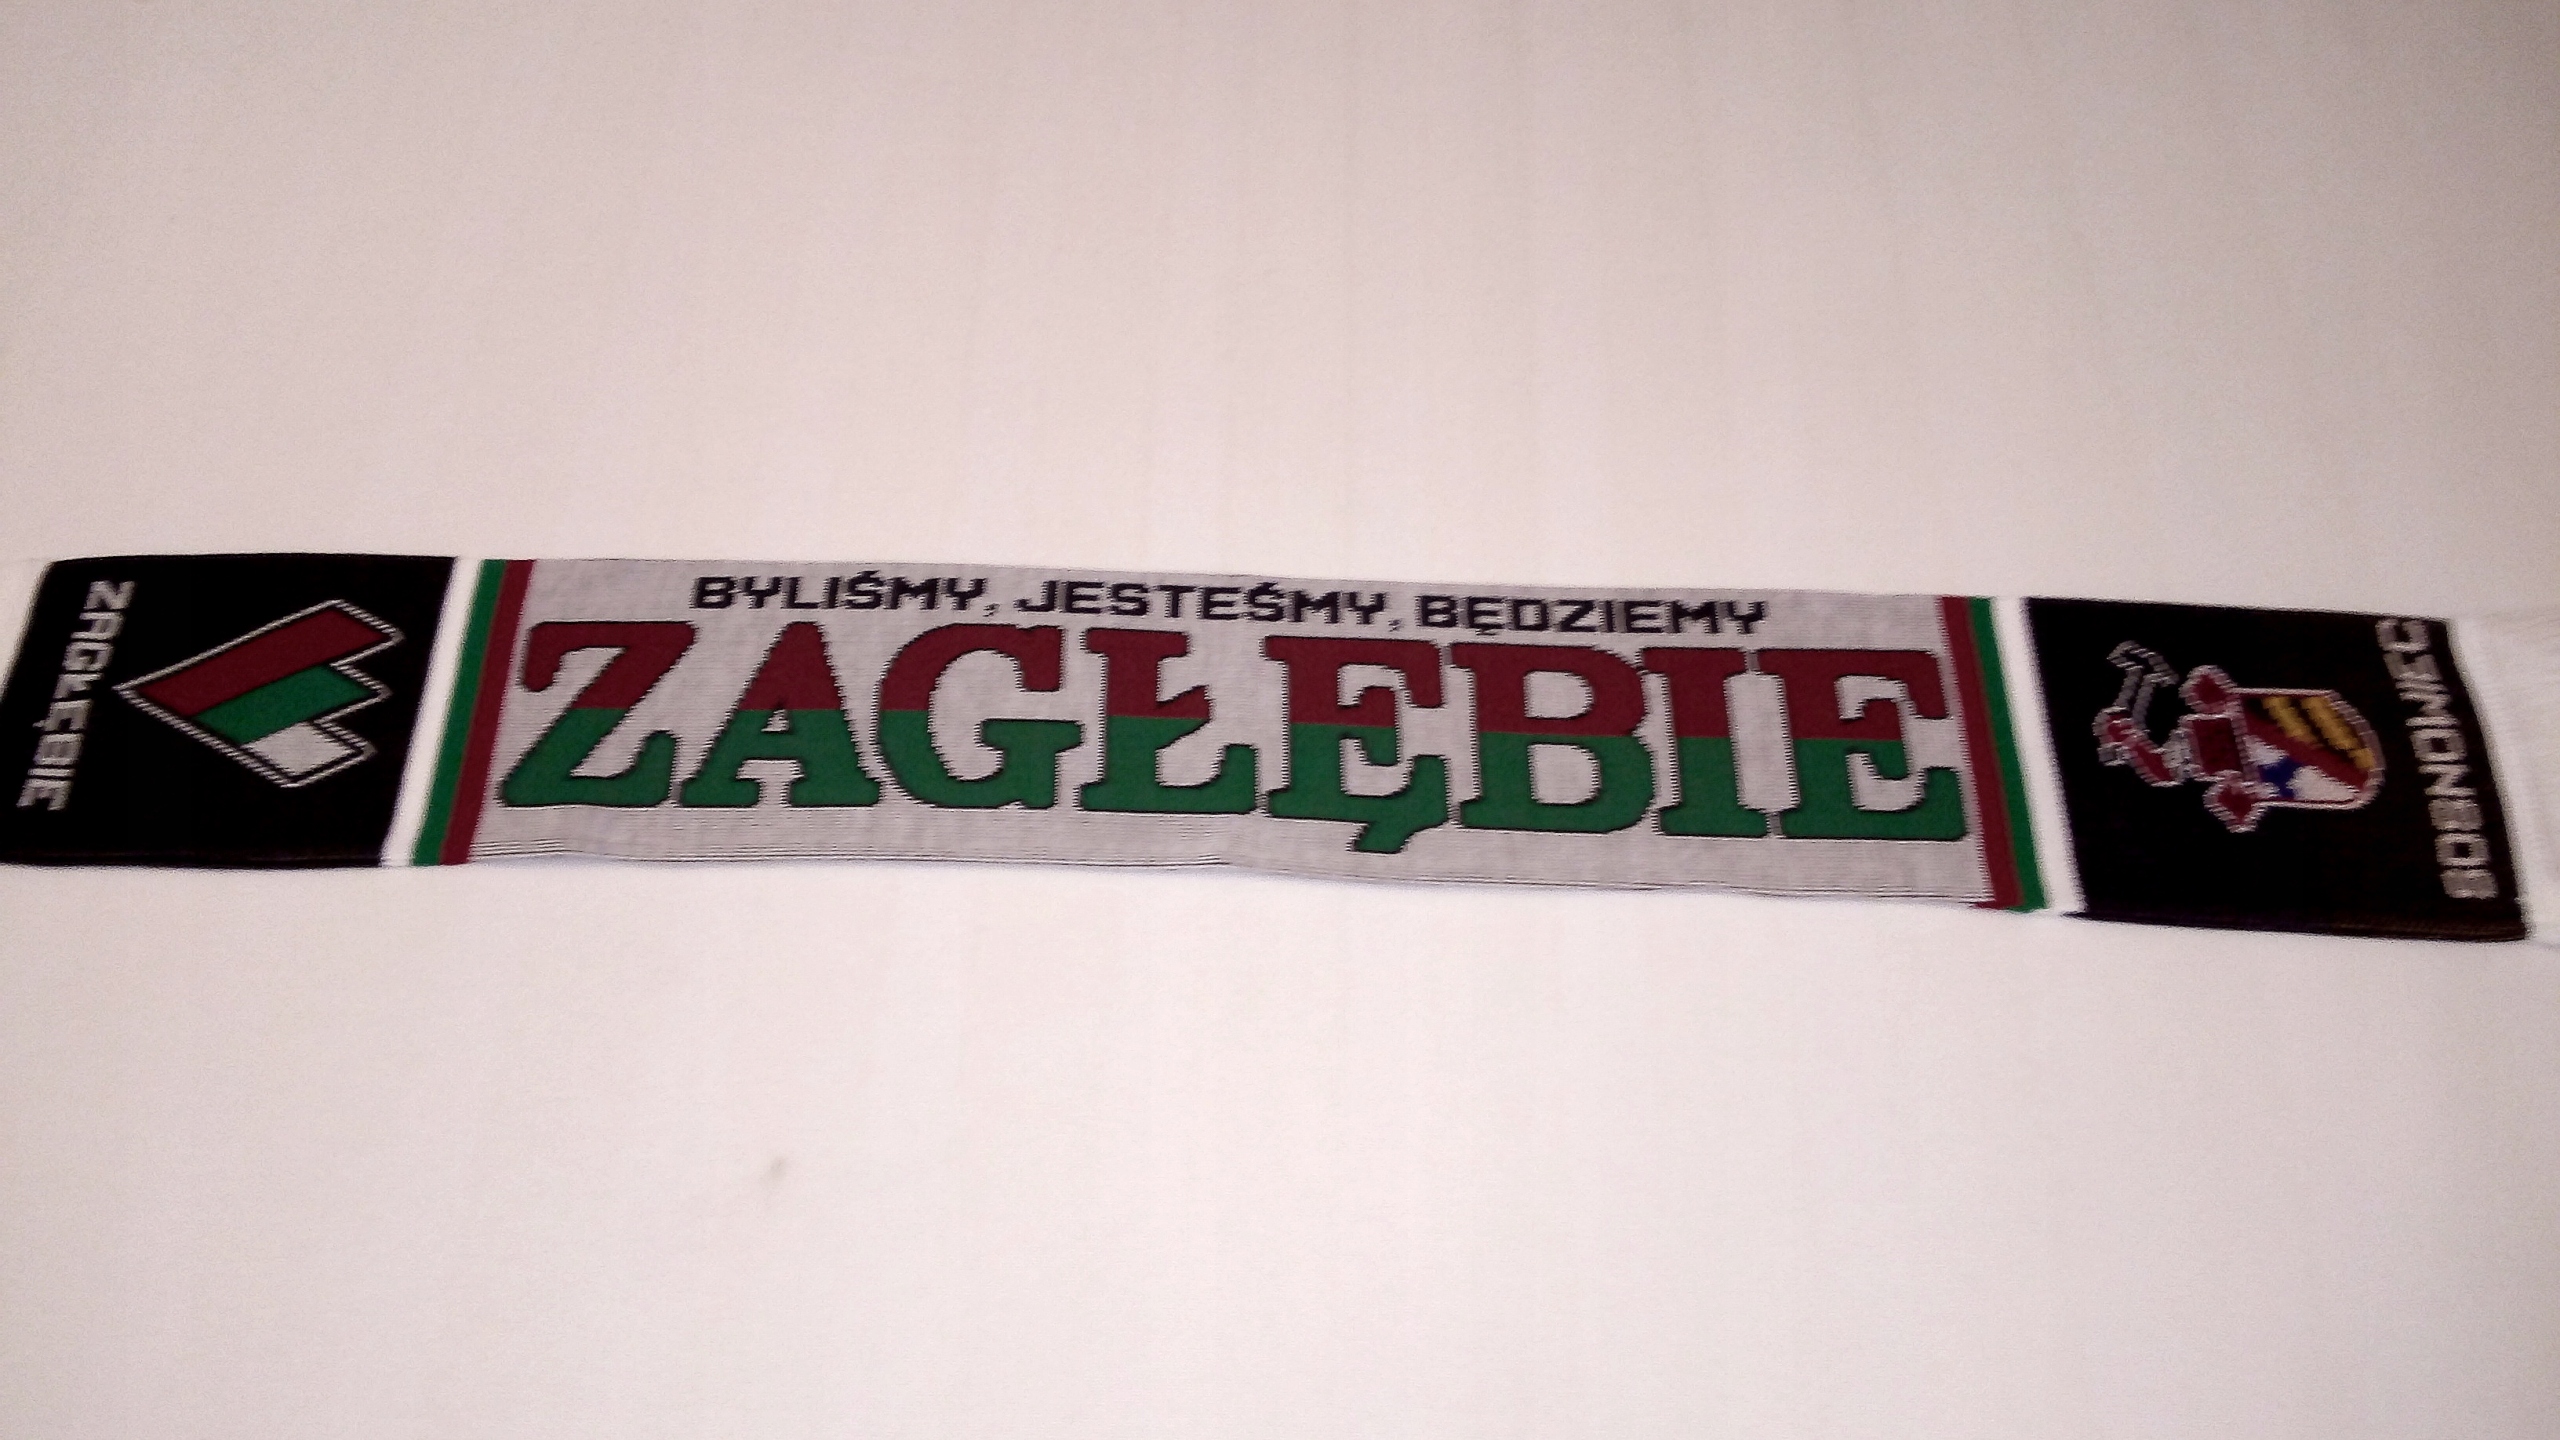 ZAGŁĘBIE
BYLIŚMY, JESTEŚMY, BĘDZIEMY
ZAGŁĘBIE
SOSNOWIEC